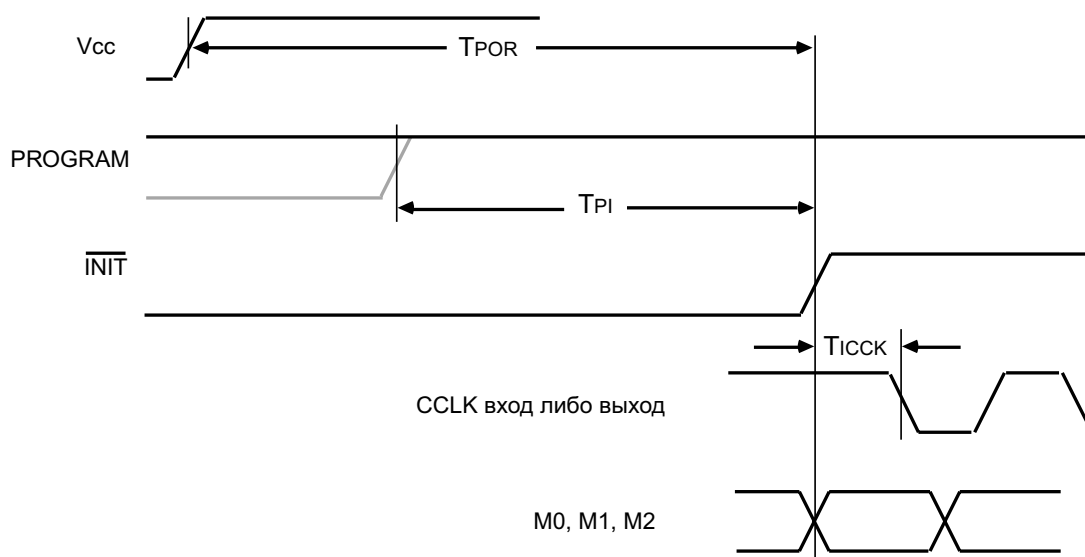 Vcc
TPOR
PROGRAM
TPI
INIT
TICCK
CCLK вход либо выход
M0, M1, M2